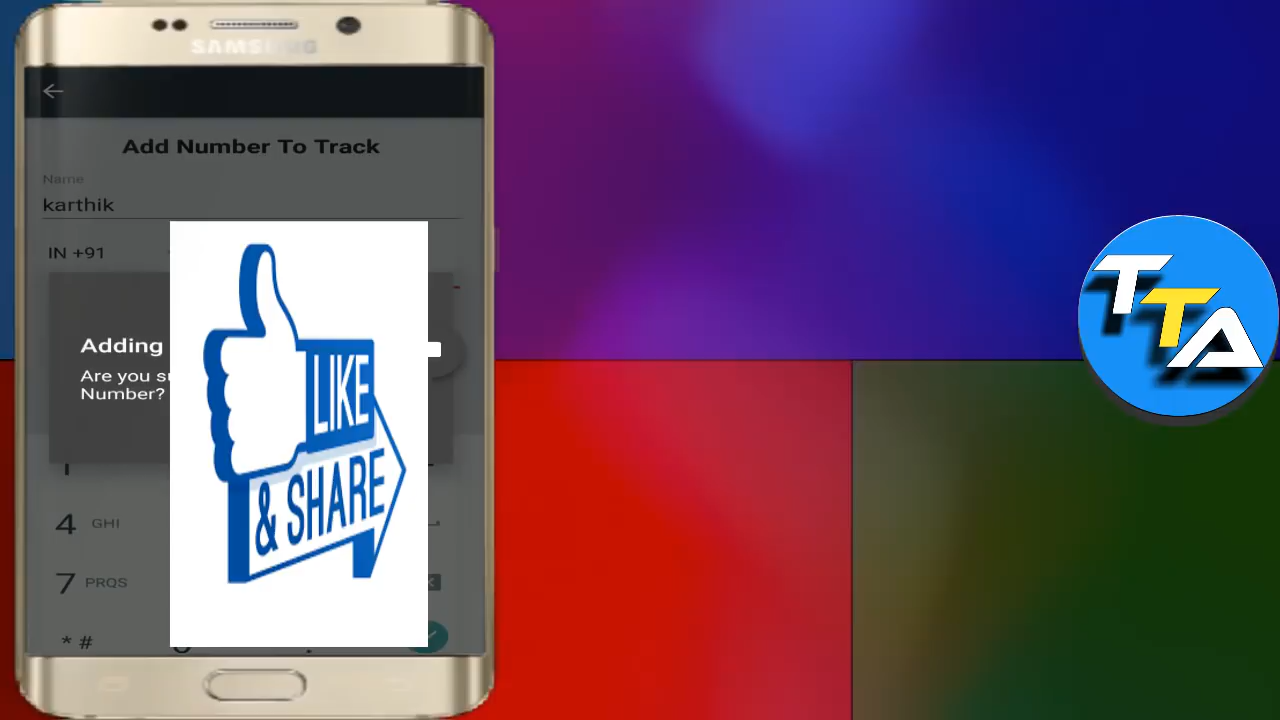 SAMSUNG
Add Number To Track
Name
karthik
IN +91
Adding
Are you
Number?
LIKE
& SHARE
4 GHI
7 PRQS
* #
TTA